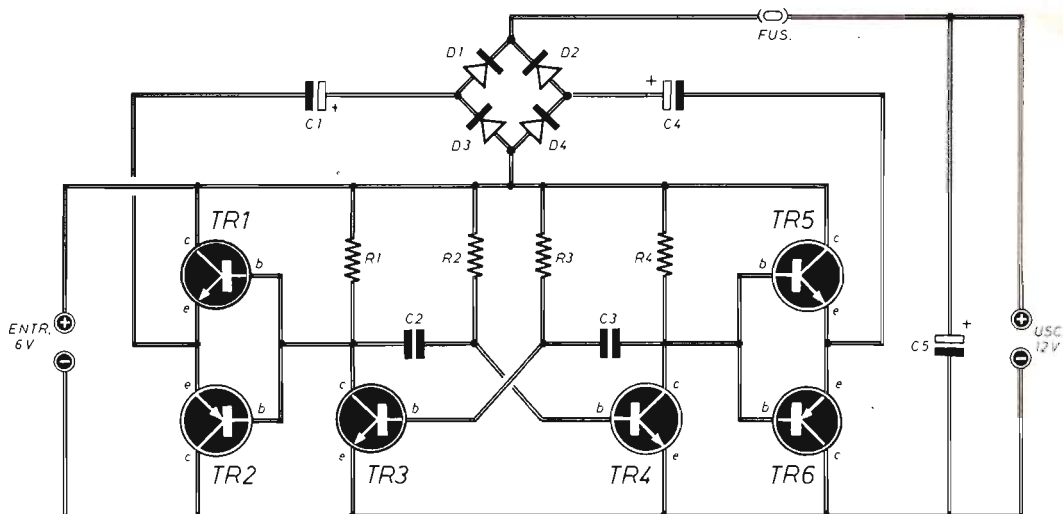 FUS.
D1
D2
C1
+
+
C4
D3
D4
c
TR1
b
e
R1
R2
R3
R4
TR5
c
b
e
ENTR.
6V
+
-
C2
C3
C5
+
+
-
USC
12V
e
b
c
TR2
c
b
e
TR3
c
b
e
TR4
e
b
c
TR6